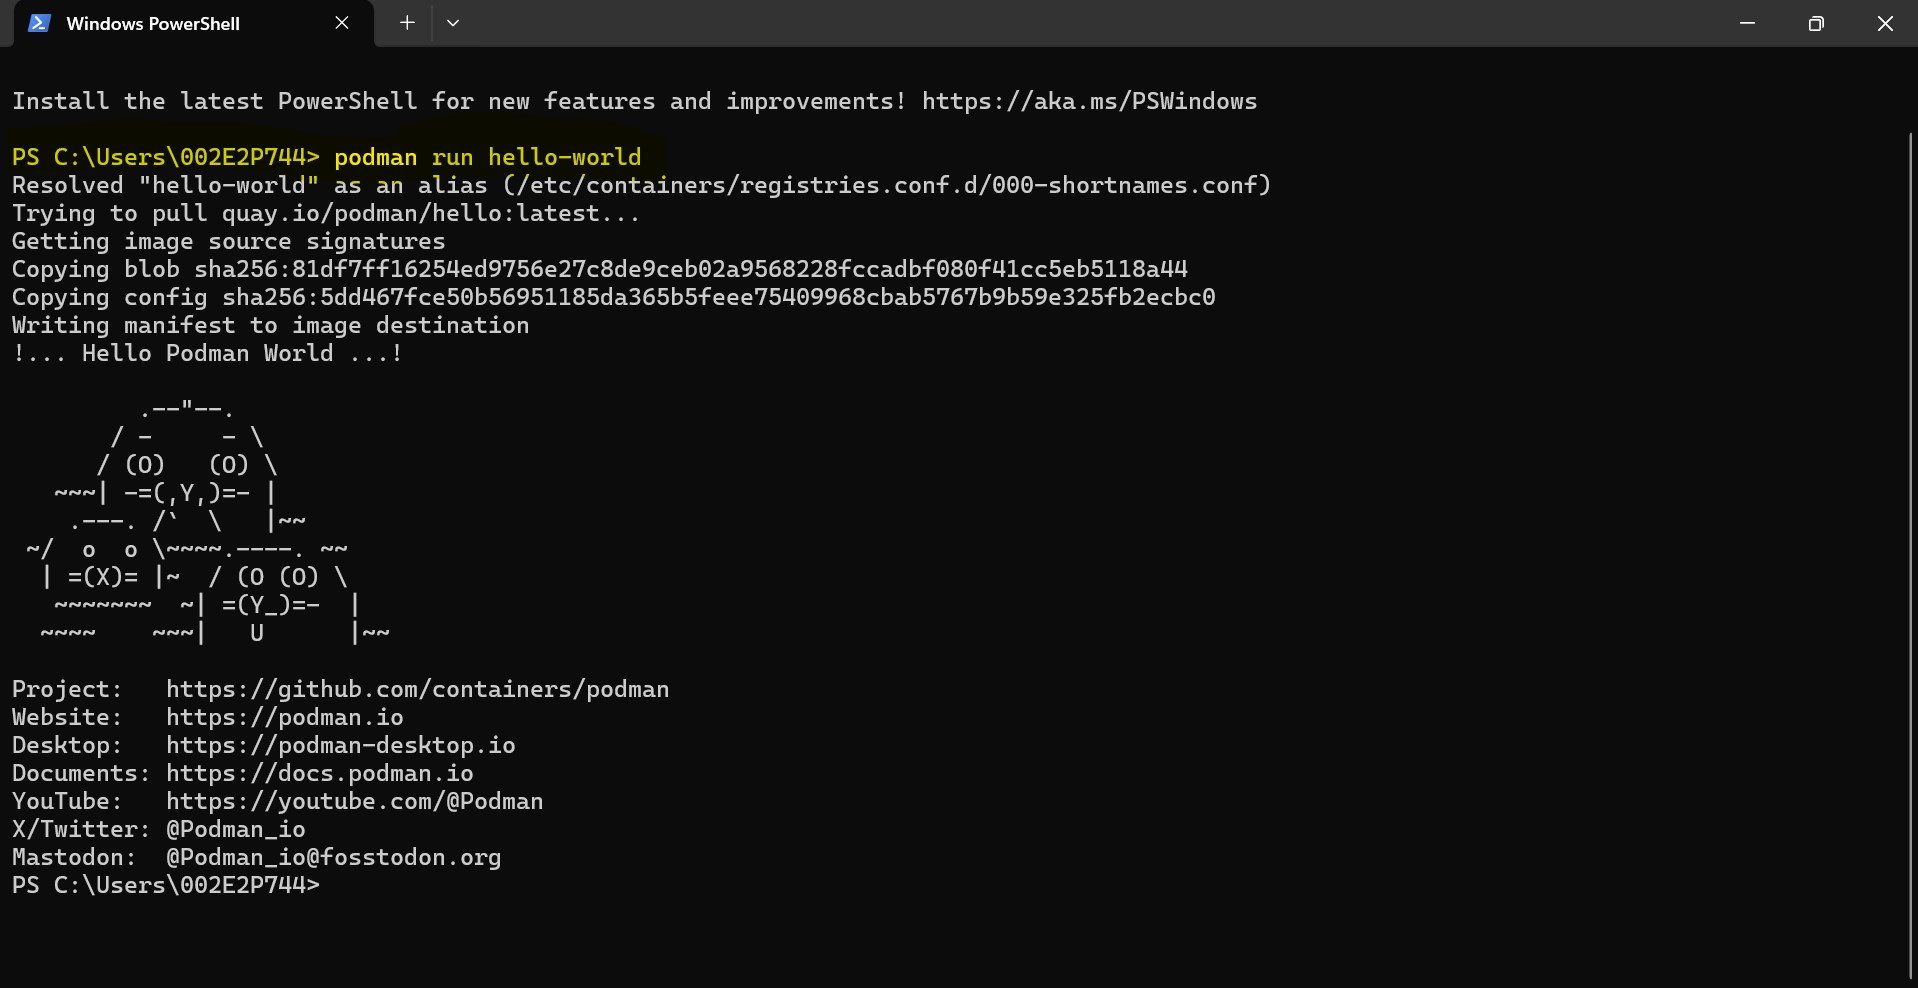 Windows PowerShell
Install the latest PowerShell for new features and improvements! https://aka.ms/PSWindows
PS C:\Users\002E2P744> podman run hello-world
Resolved "hello-world" as an alias (/etc/containers/registries.conf.d/000-shortnames.conf)
Trying to pull quay.io/podman/hello:latest...
Getting image source signatures
Copying blob sha256:81df7ff16254ed9756e27c8de9ceb02a9568228fccadbf080f41cc5eb5118a44
Copying config sha256:5dd467fce50b56951185da365b5feee75409968cbab5767b9b59e325fb2ecbc0
Writing manifest to image destination
!... Hello Podman World ...!
         .--"--.
       / -     - \
      / (O)   (O) \
   ~~~| -=(,Y,)=- |
    .---. /`  \   |~~
 ~/  o  o \~~~~.----. ~~
  | =(X)= |~  / (O (O) \
   ~~~~~~~  ~| =(Y_)=-  |
  ~~~~    ~~~|   U      |~~
Project:   https://github.com/containers/podman
Website:   https://podman.io
Desktop:   https://podman-desktop.io
Documents: https://docs.podman.io
YouTube:   https://youtube.com/@Podman
X/Twitter: @Podman_io
Mastodon:  @Podman_io@fosstodon.org
PS C:\Users\002E2P744>